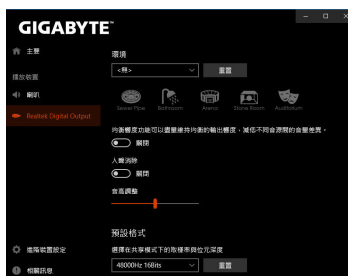 GIGABYTE™
主要
環境
<無>
重置
播放裝置
喇叭
Realtek Digital Output
Sewer Pipe
Bathroom
Arena
Stone Room
Auditorium
均衡響度功能可以盡量維持均衡的輸出響度，減低不同音源間的音量差異。
關閉
人聲消除
關閉
音高調整
預設格式
進階裝置設定
選擇在共享模式下的取樣率與位元深度
相關訊息
48000Hz 16Bits
重置